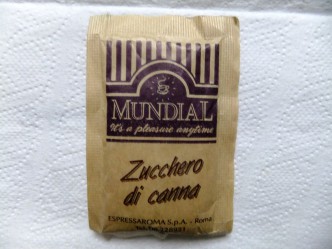 MUNDIAL
It's a pleasure anytime
Zucchero
di canna
ESPRESSAROMA S.p.A. - Roma